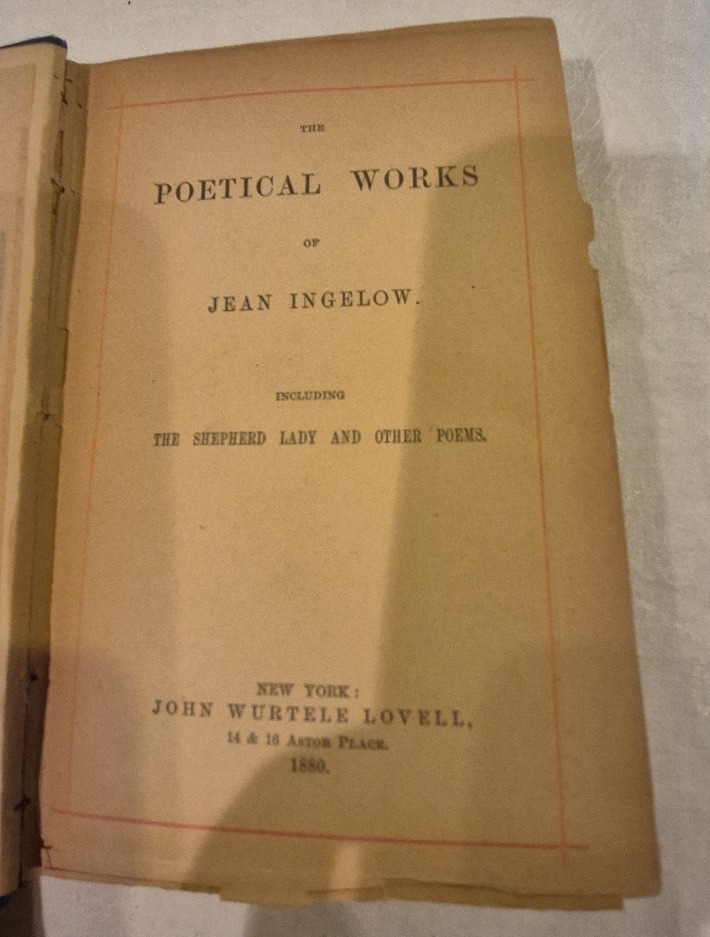 THE
POETICAL WORKS
OF
JEAN INGELOW.
INCLUDING
THE SHEPHERD LADY AND OTHER POEMS.
NEW YORK:
JOHN WURTELE LOVELL,
14 & 16 ASTOR PLACE.
1880.